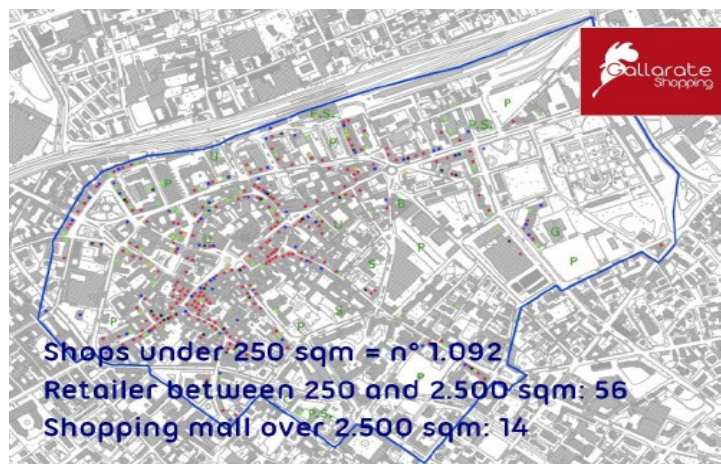 Gallarate
Shopping
F.S.
P.S.
U
P
P
P
B
U
P
G
S
P
S
P
P
P.S.
Shops under 250 sqm = n° 1.092
Retailer between 250 and 2.500 sqm: 56
Shopping mall over 2.500 sqm: 14